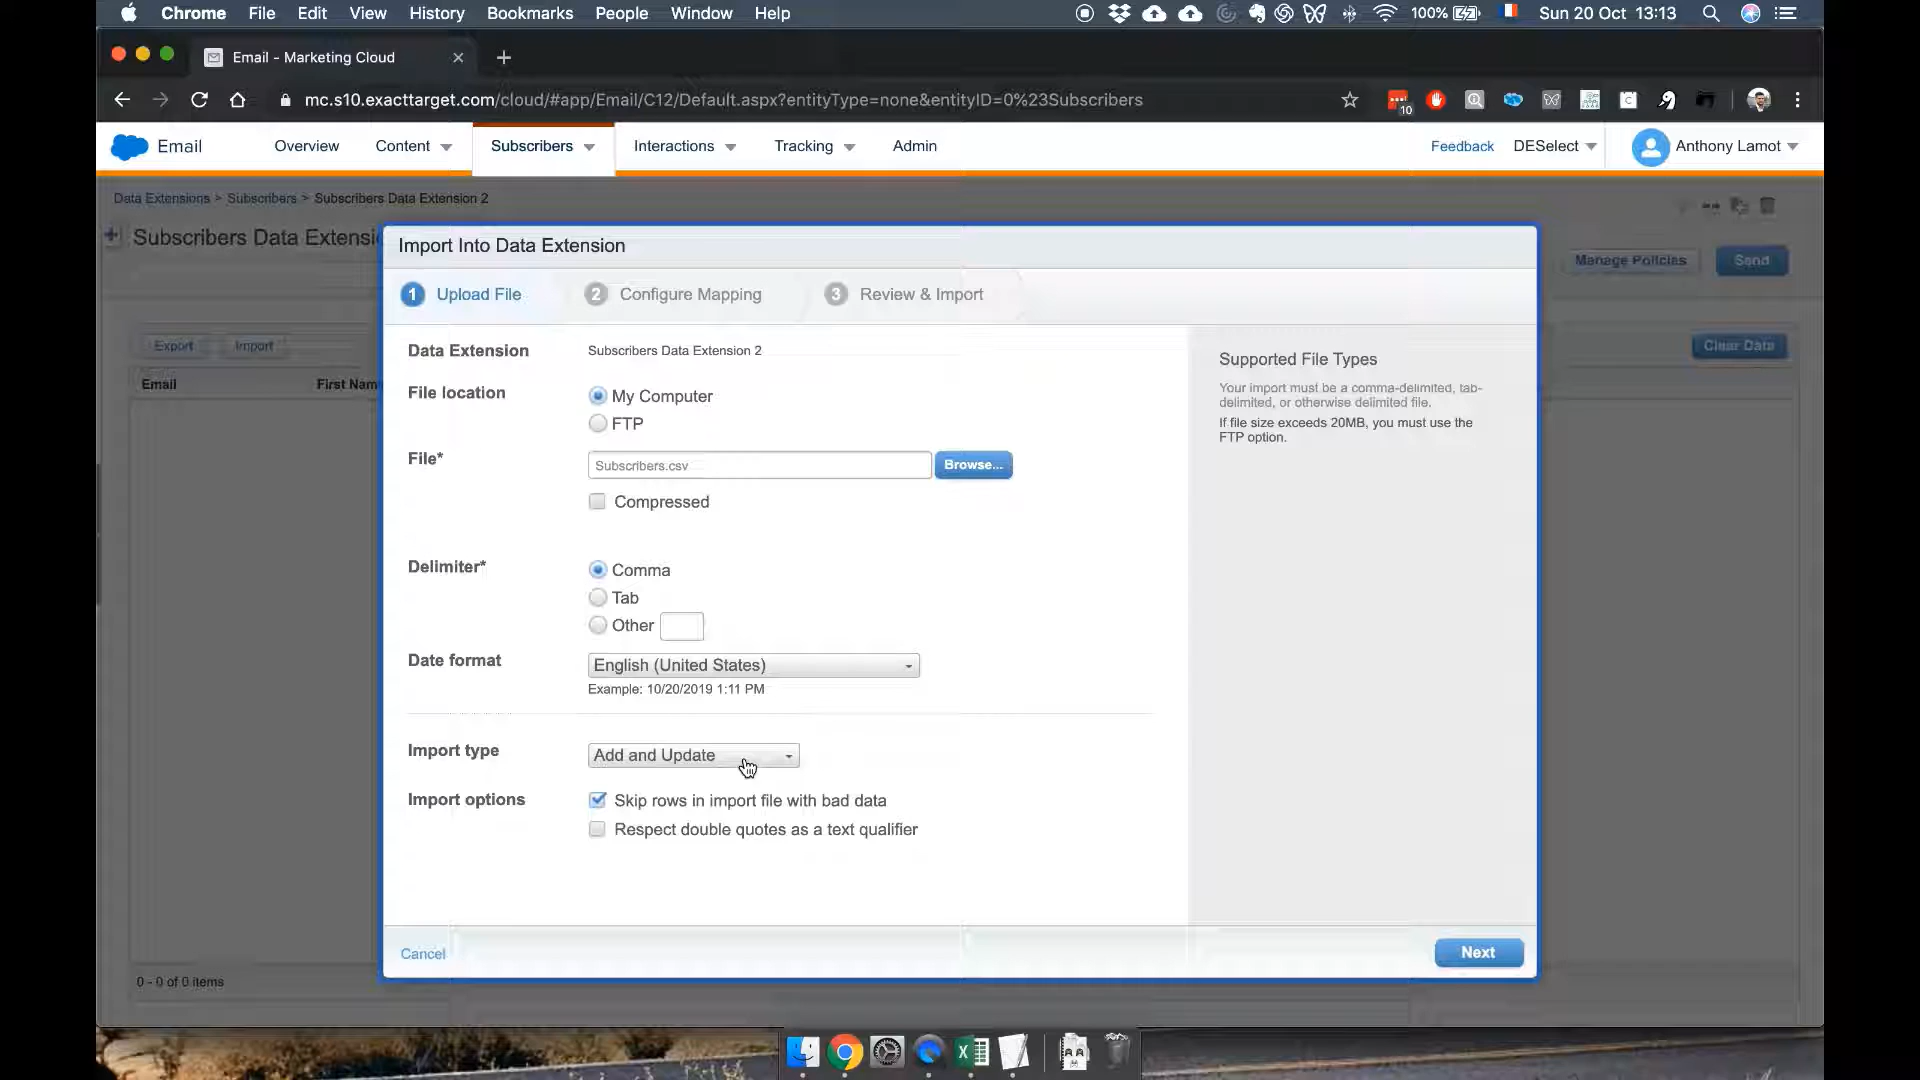 Chrome File Edit View History Bookmarks People Window Help 100% Sun 20 Oct 13:13
Email - Marketing Cloud
mc.s10.exacttarget.com/cloud/#app/Email/C12/Default.aspx?entityType=none&entityID=0%23Subscribers
10
Email Overview Content Subscribers Interactions Tracking Admin Feedback DESelect Anthony Lamot
Data Extensions > Subscribers > Subscribers Data Extension 2
Subscribers Data Extensi
Manage Policies Send
Import Into Data Extension
1 Upload File 2 Configure Mapping 3 Review & Import
Export Import Clear Data
Email First Nam
Data Extension Subscribers Data Extension 2
File location My Computer
FTP
File* Subscribers.csv Browse...
Compressed
Delimiter* Comma
Tab
Other
Date format English (United States)
Example: 10/20/2019 1:11 PM
Import type Add and Update
Import options Skip rows in import file with bad data
Respect double quotes as a text qualifier
Supported File Types
Your import must be a comma-delimited, tab-
delimited, or otherwise delimited file.
If file size exceeds 20MB, you must use the
FTP option.
Cancel Next
0 - 0 of 0 items